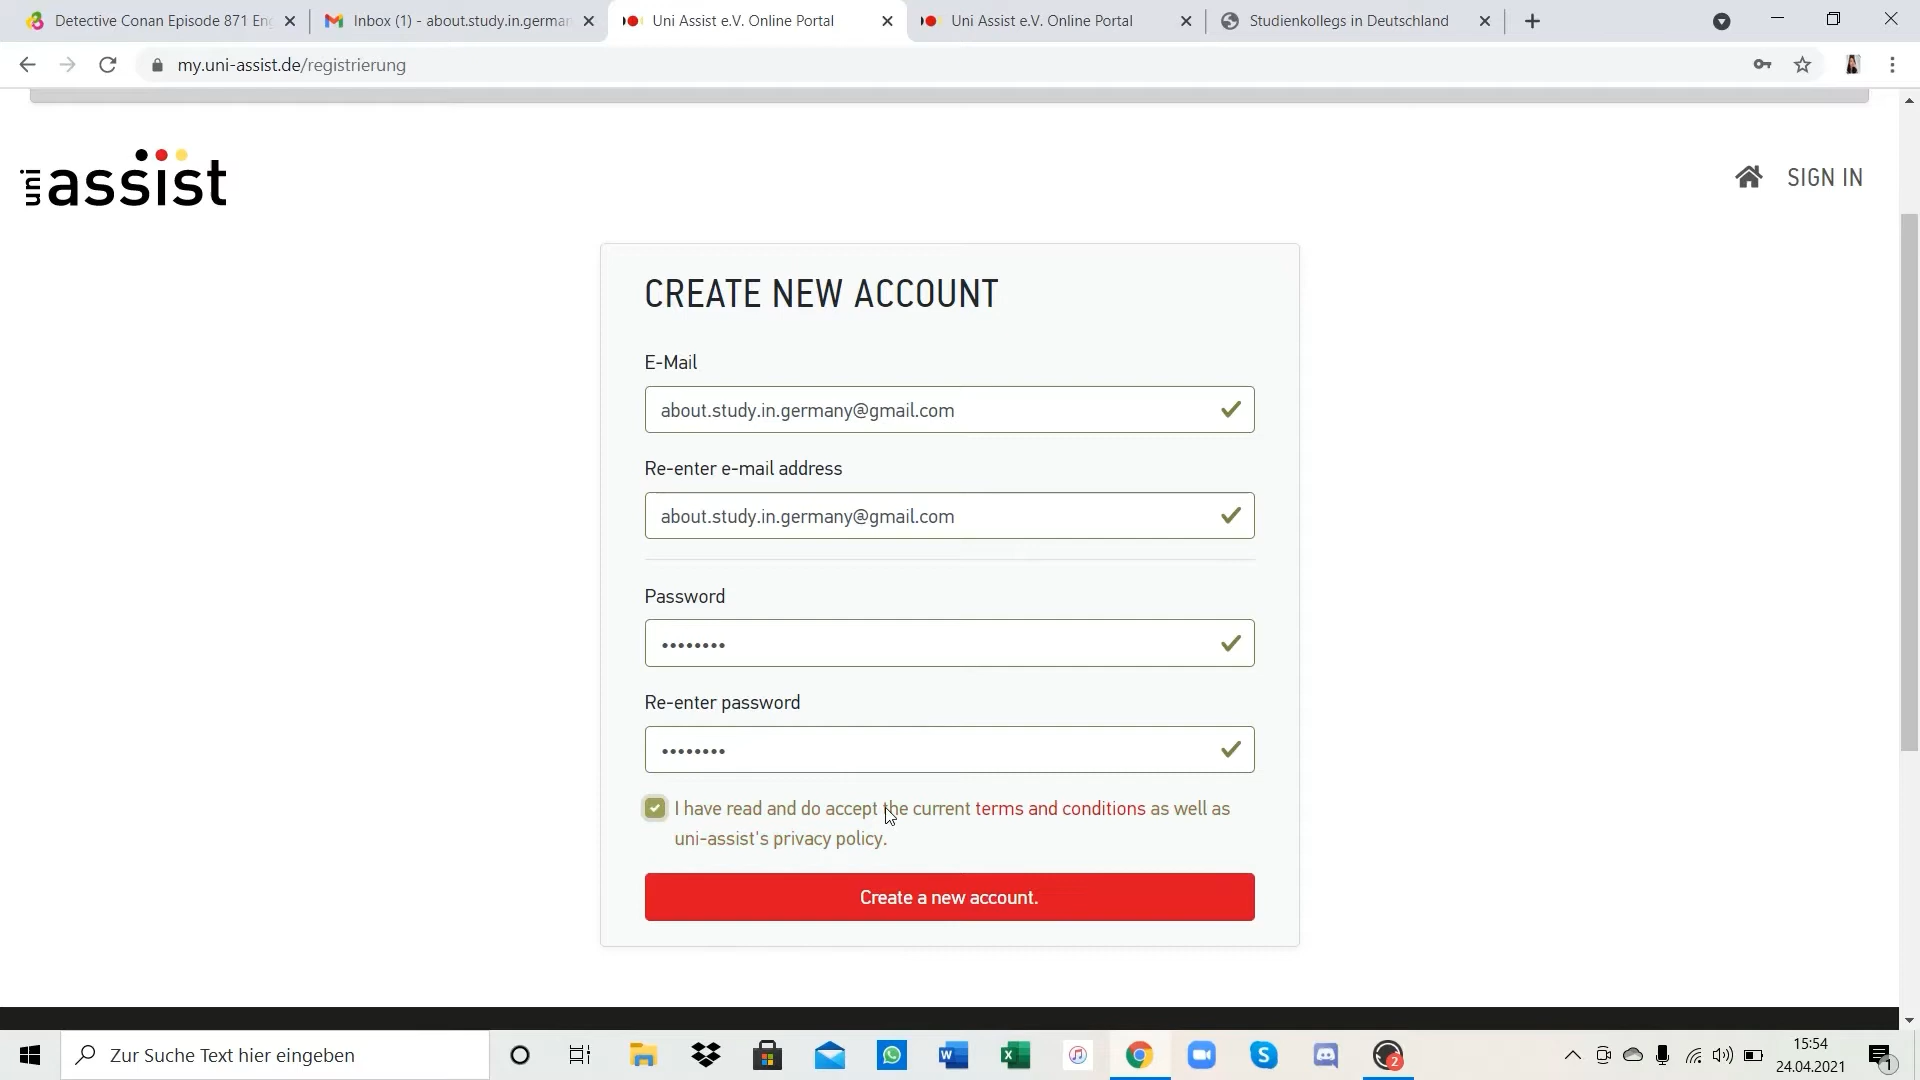 Detective Conan Episode 871 En
Inbox (1) - about.study.in.german
Uni Assist e.V. Online Portal
Uni Assist e.V. Online Portal
Studienkollegs in Deutschland
my.uni-assist.de/registrierung
uni assist
SIGN IN
CREATE NEW ACCOUNT
E-Mail
about.study.in.germany@gmail.com
Re-enter e-mail address
about.study.in.germany@gmail.com
Password
••••••••
Re-enter password
••••••••
I have read and do accept the current terms and conditions as well as
uni-assist's privacy policy.
Create a new account.
Zur Suche Text hier eingeben
2
15:54
24.04.2021
1